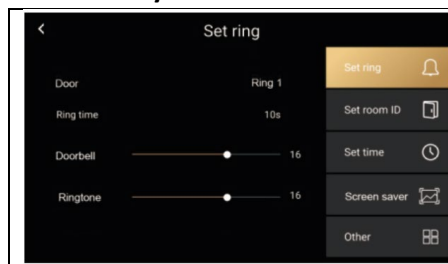 Set ring
Door Ring 1
Ring time 10s
Doorbell 16
Ringtone 16
Set ring
Set room ID
Set time
Screen saver
Other